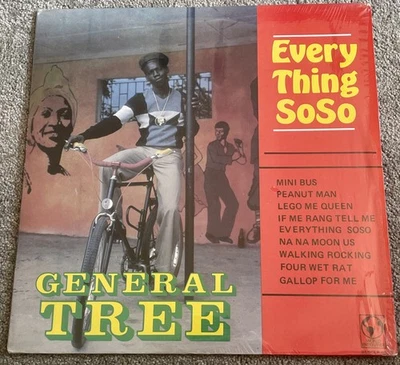 Every
Thing
SoSo
MINI BUS
PEANUT MAN
LEGO ME QUEEN
IF ME RANG TELL ME
EVERYTHING SOSO
NA NA MOON US
WALKING ROCKING
FOUR WET RAT
GALLOP FOR ME
GENERAL
TREE